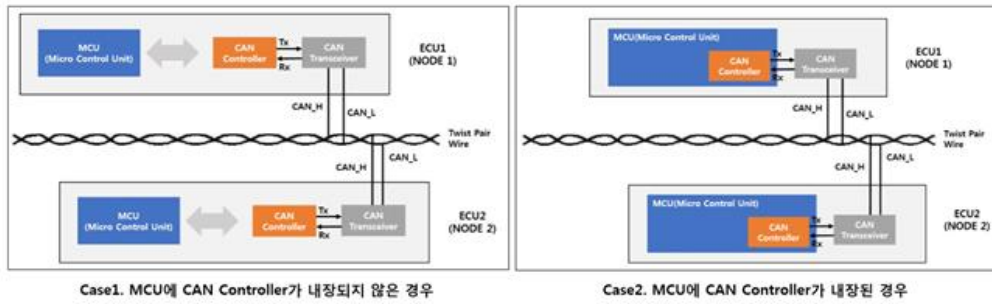 MCU
(Micro Control Unit)
CAN
Controller
Tx
Rx
CAN
Transceiver
ECU1
(NODE 1)
CAN_H
CAN_L
Twist Pair
Wire
CAN_H
CAN_L
MCU
(Micro Control Unit)
CAN
Controller
Tx
Rx
CAN
Transceiver
ECU2
(NODE 2)
Case1. MCU에 CAN Controller가 내장되지 않은 경우
MCU(Micro Control Unit)
CAN
Controller
Tx
Rx
CAN
Transceiver
ECU1
(NODE 1)
CAN_H
CAN_L
Twist Pair
Wire
CAN_H
CAN_L
MCU(Micro Control Unit)
CAN
Controller
Tx
Rx
CAN
Transceiver
ECU2
(NODE 2)
Case2. MCU에 CAN Controller가 내장된 경우